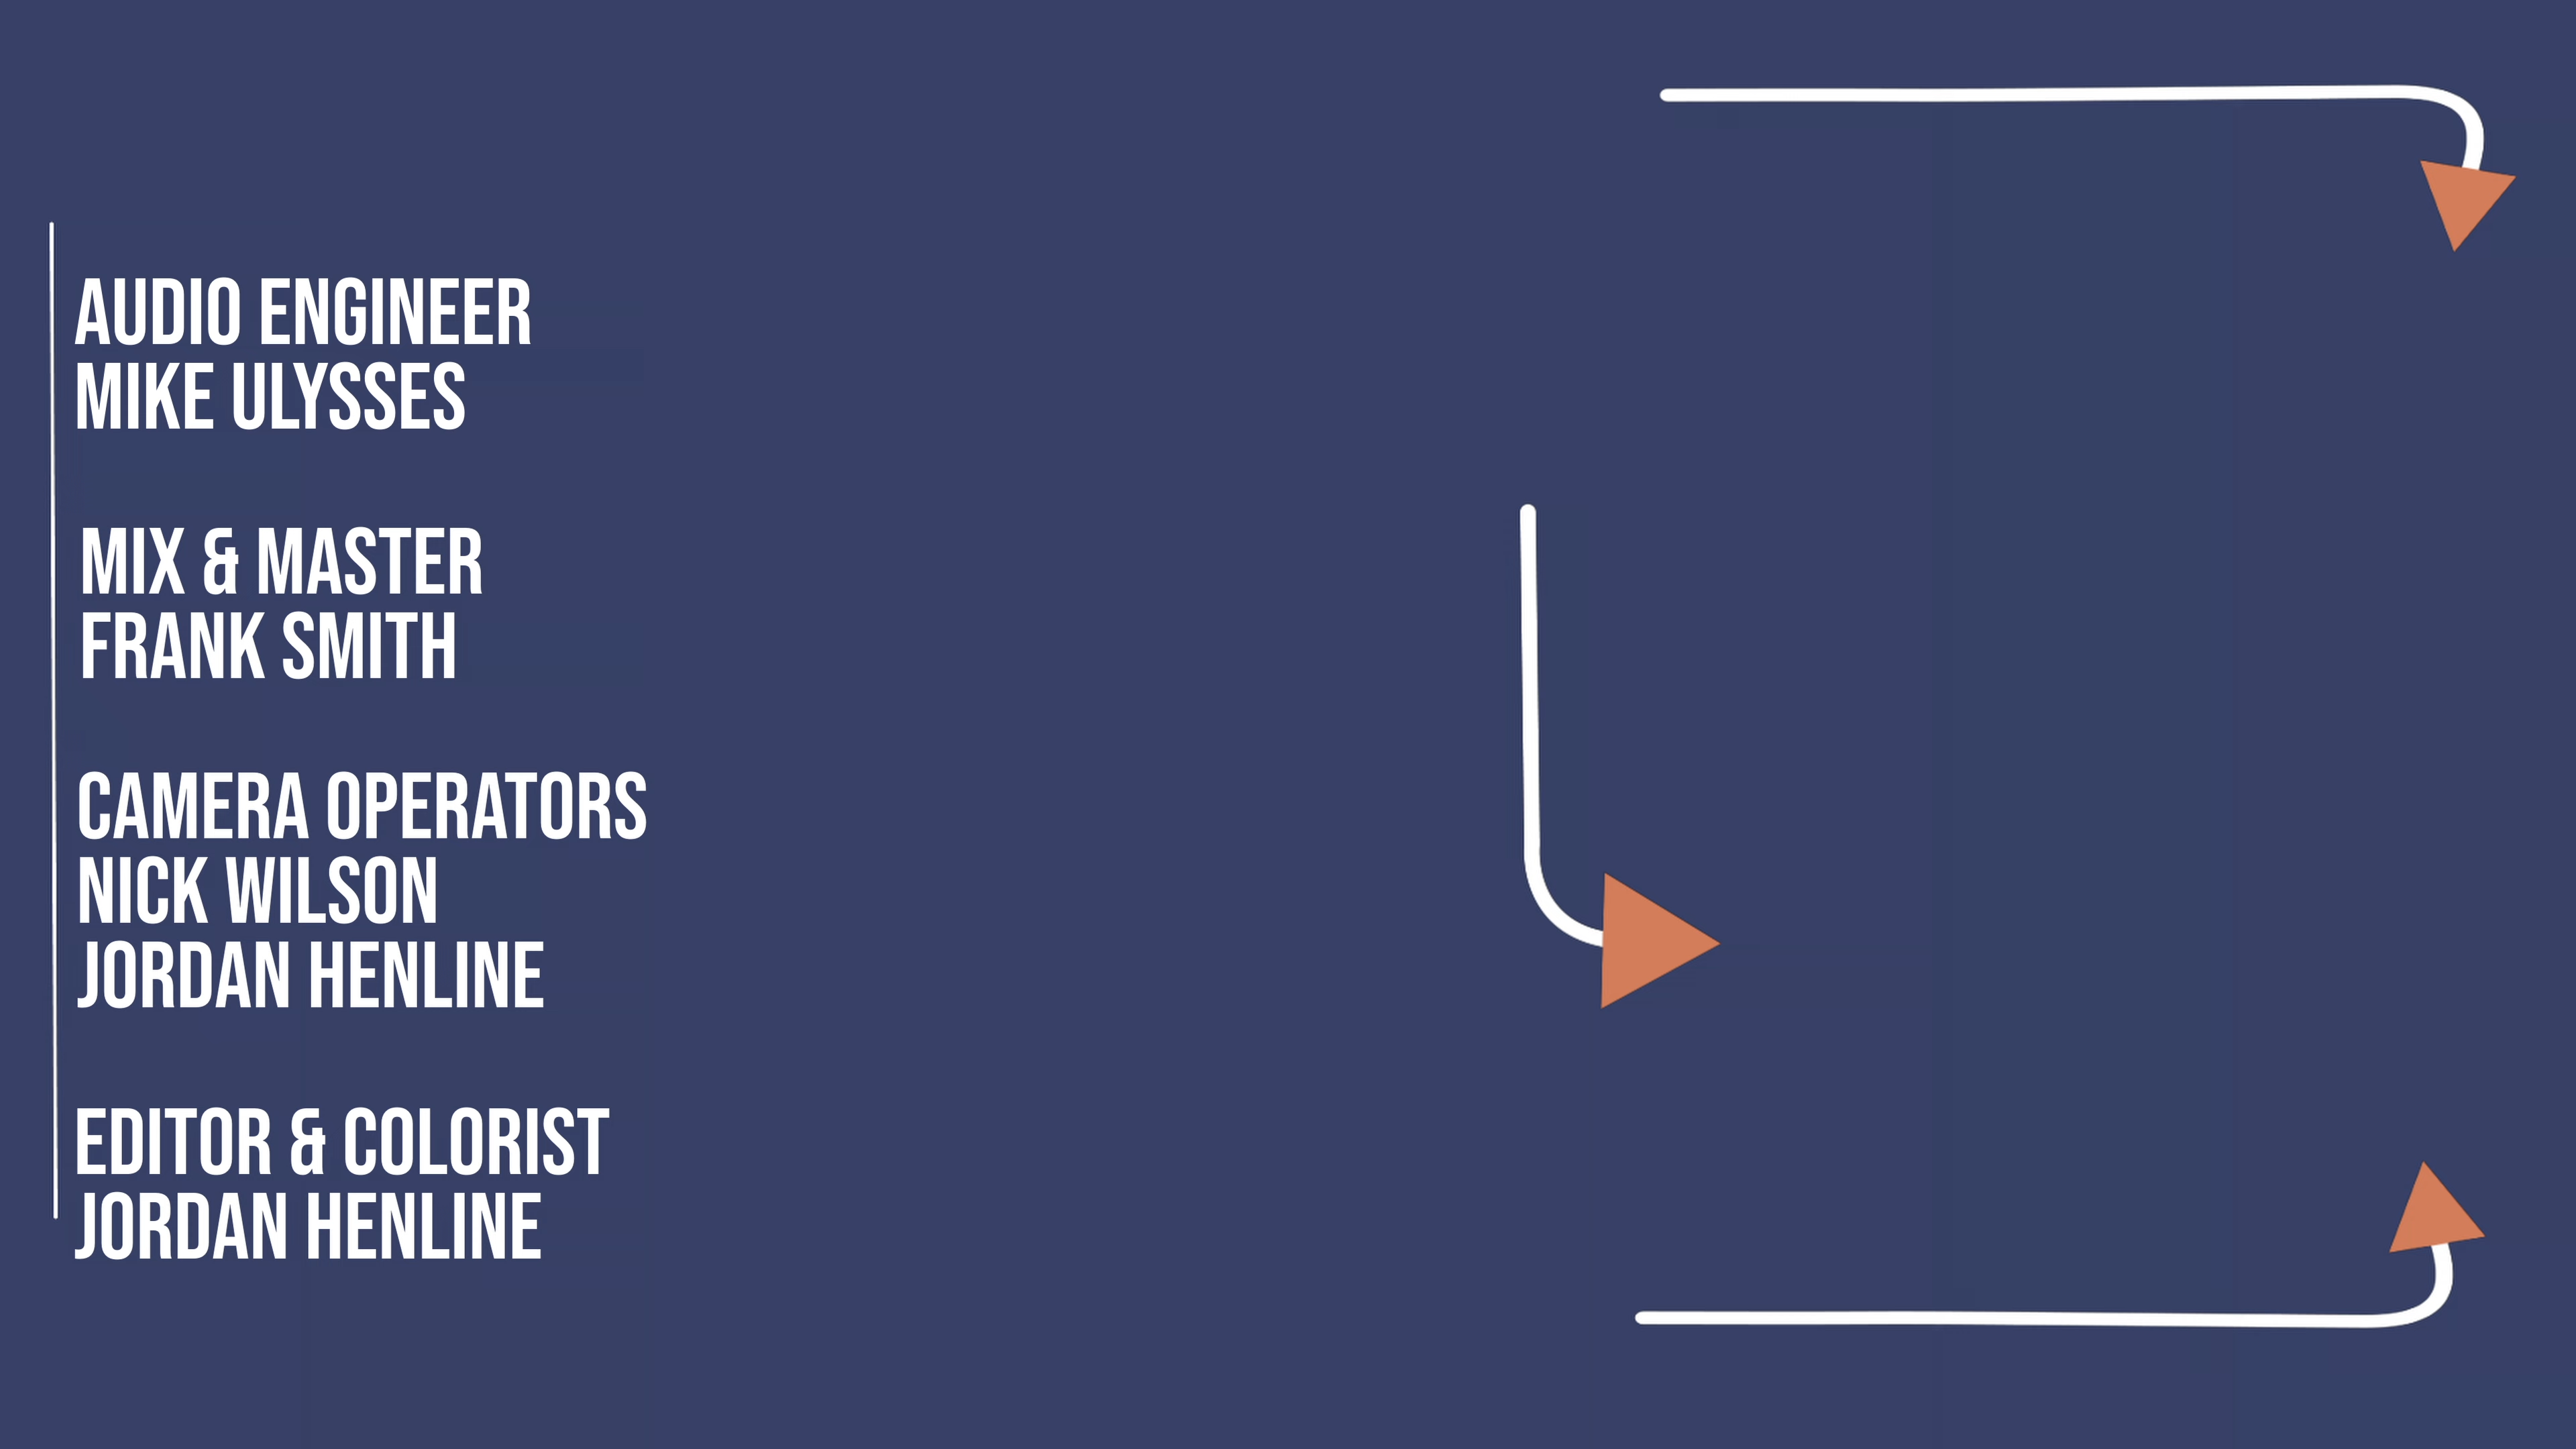 AUDIO ENGINEER
MIKE ULYSSES
MIX & MASTER
FRANK SMITH
CAMERA OPERATORS
NICK WILSON
JORDAN HENLINE
EDITOR & COLORIST
JORDAN HENLINE